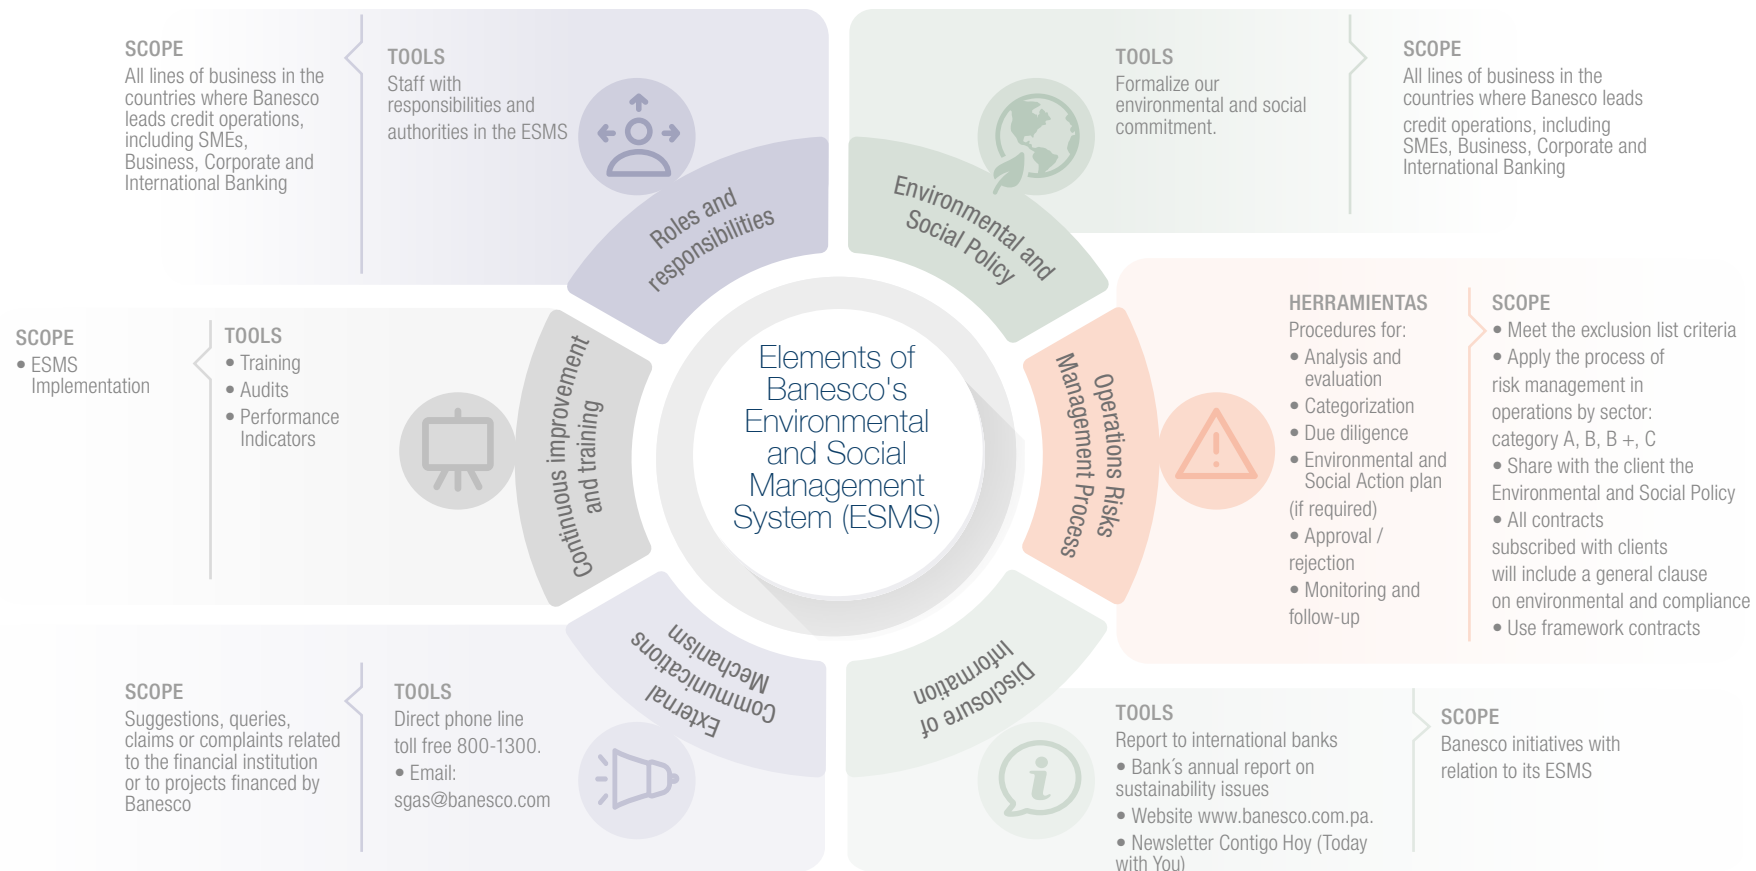 SCOPE
All lines of business in the
countries where Banesco
leads credit operations,
including SMEs,
Business, Corporate and
International Banking
TOOLS
Staff with
responsibilities and
authorities in the ESMS
Roles and
responsibilities
Environmental and
Social Policy
TOOLS
Formalize our
environmental and social
commitment.
SCOPE
All lines of business in the
countries where Banesco leads
credit operations, including
SMEs, Business, Corporate and
International Banking
SCOPE
• ESMS
Implementation
TOOLS
• Training
• Audits
• Performance
Indicators
Continuous improvement
and training
Elements of
Banesco's
Environmental
and Social
Management
System (ESMS)
Operations Risks
Management Process
HERRAMIENTAS
Procedures for:
• Analysis and
evaluation
• Categorization
• Due diligence
• Environmental and
Social Action plan
(if required)
• Approval /
rejection
• Monitoring and
follow-up
SCOPE
• Meet the exclusion list criteria
• Apply the process of
risk management in
operations by sector:
category A, B, B +, C
• Share with the client the
Environmental and Social Policy
• All contracts
subscribed with clients
will include a general clause
on environmental and compliance
• Use framework contracts
SCOPE
Suggestions, queries,
claims or complaints related
to the financial institution
or to projects financed by
Banesco
TOOLS
Direct phone line
toll free 800-1300.
• Email:
sgas@banesco.com
External
Communications
Mechanism
Disclosure of
Information
TOOLS
Report to international banks
• Bank´s annual report on
sustainability issues
• Website www.banesco.com.pa.
• Newsletter Contigo Hoy (Today
with You)
SCOPE
Banesco initiatives with
relation to its ESMS